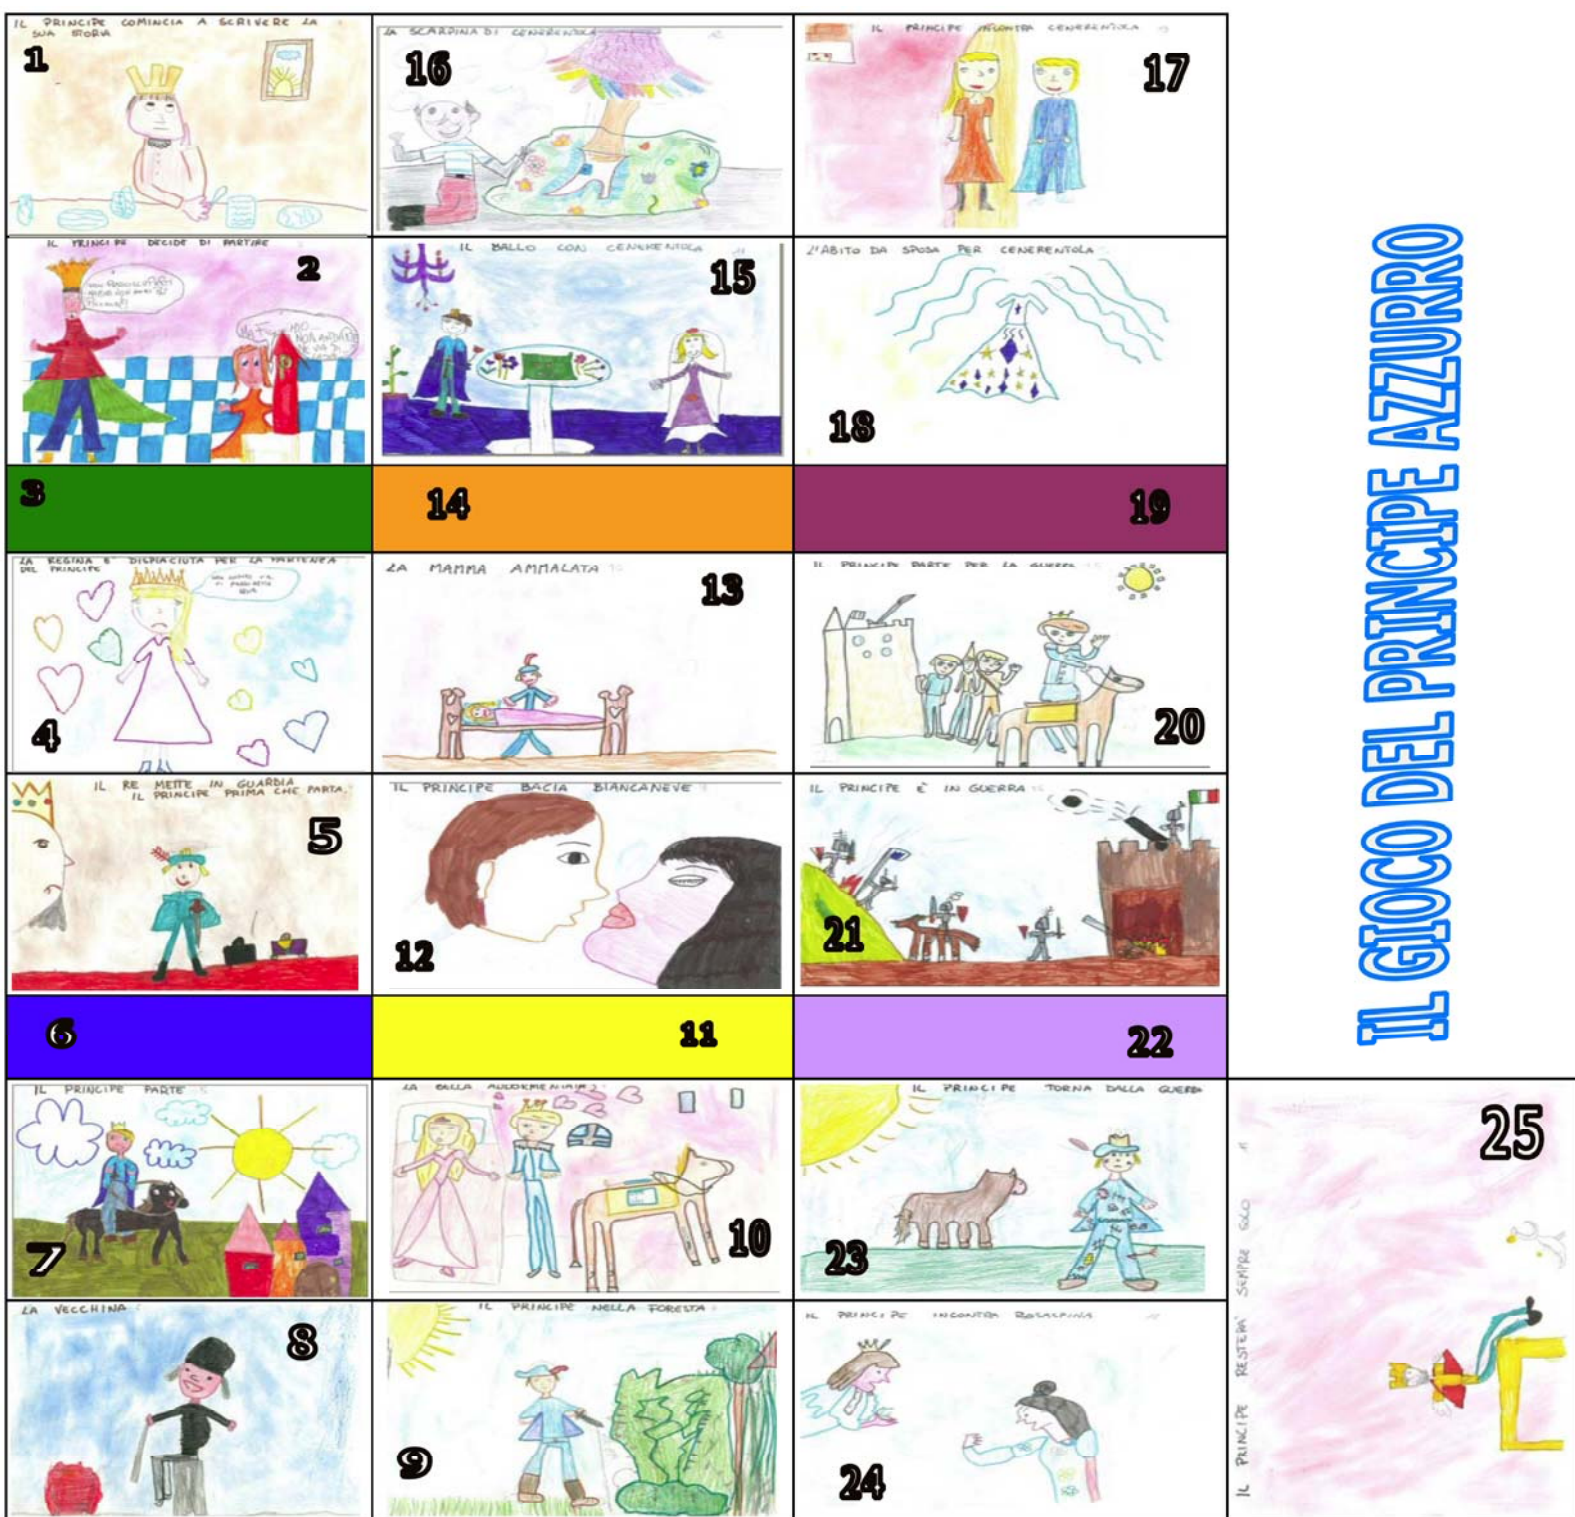 IL PRINCIPE COMINCIA A SCRIVERE LA
SUA STORIA
1
IL PRINCIPE DECIDE DI PARTIRE
2
3
LA REGINA E' DISPIACIUTA PER LA PARTENZA
DEL PRINCIPE
4
IL RE METTE IN GUARDIA
IL PRINCIPE PRIMA CHE PARTA.
5
6
IL PRINCIPE PARTE
7
LA VECCHINA
8
IL PRINCIPE NELLA FORESTA
9
LA BELLA ADDORMENTATA
10
11
IL PRINCIPE BACIA BIANCANEVE
12
LA MAMMA AMMALATA
13
14
IL BALLO CON CENERENTOLA
15
LA SCARPINA DI CENERENTOLA
16
IL PRINCIPE INCONTRA CENERENTOLA
17
L'ABITO DA SPOSA PER CENERENTOLA
18
19
IL PRINCIPE PARTE PER LA GUERRA
20
IL PRINCIPE È IN GUERRA
21
22
IL PRINCIPE TORNA DALLA GUERRA
23
IL PRINCIPE INCONTRA ROSASPINA
24
IL PRINCIPE RESTERA' SEMPRE SOLO
25
IL GIOCO DEL PRINCIPE AZZURRO